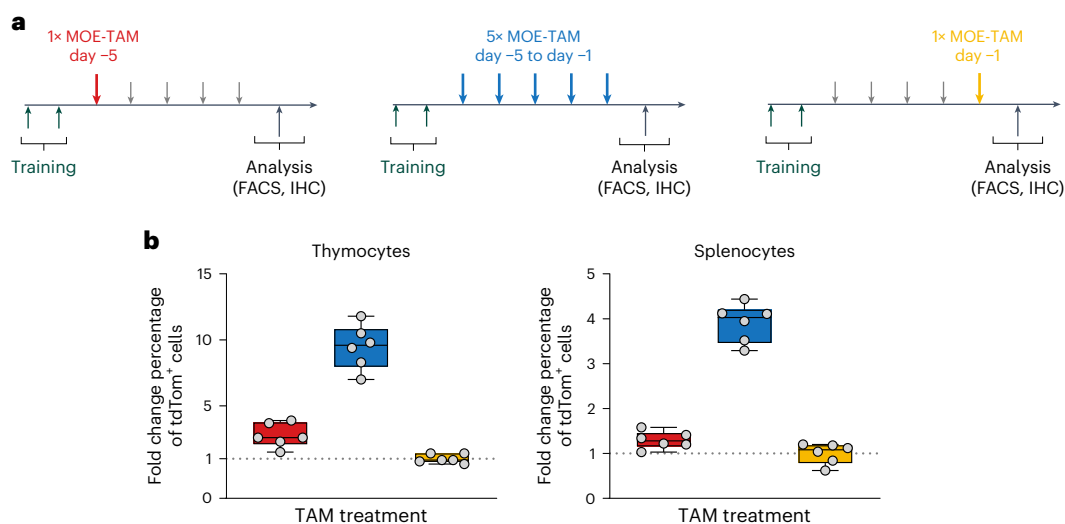 a
1× MOE-TAM
day −5
5× MOE-TAM
day −5 to day −1
1× MOE-TAM
day −1
Training
Analysis
(FACS, IHC)
Training
Analysis
(FACS, IHC)
Training
Analysis
(FACS, IHC)
b
Thymocytes
Fold change percentage
of tdTom⁺ cells
15
10
5
1
0
TAM treatment
Splenocytes
Fold change percentage
of tdTom⁺ cells
5
4
3
2
1
0
TAM treatment